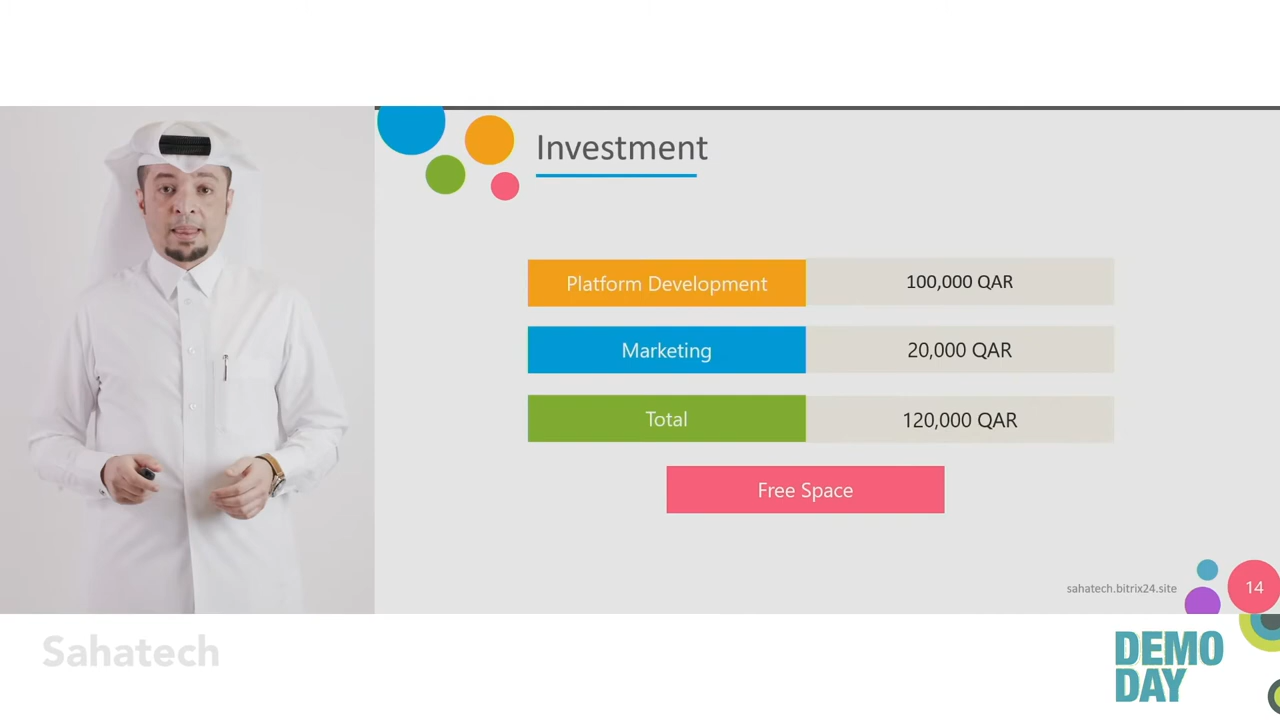 Investment
Platform Development
100,000 QAR
Marketing
20,000 QAR
Total
120,000 QAR
Free Space
sahatech.bitrix24.site
14
Sahatech
DEMO
DAY